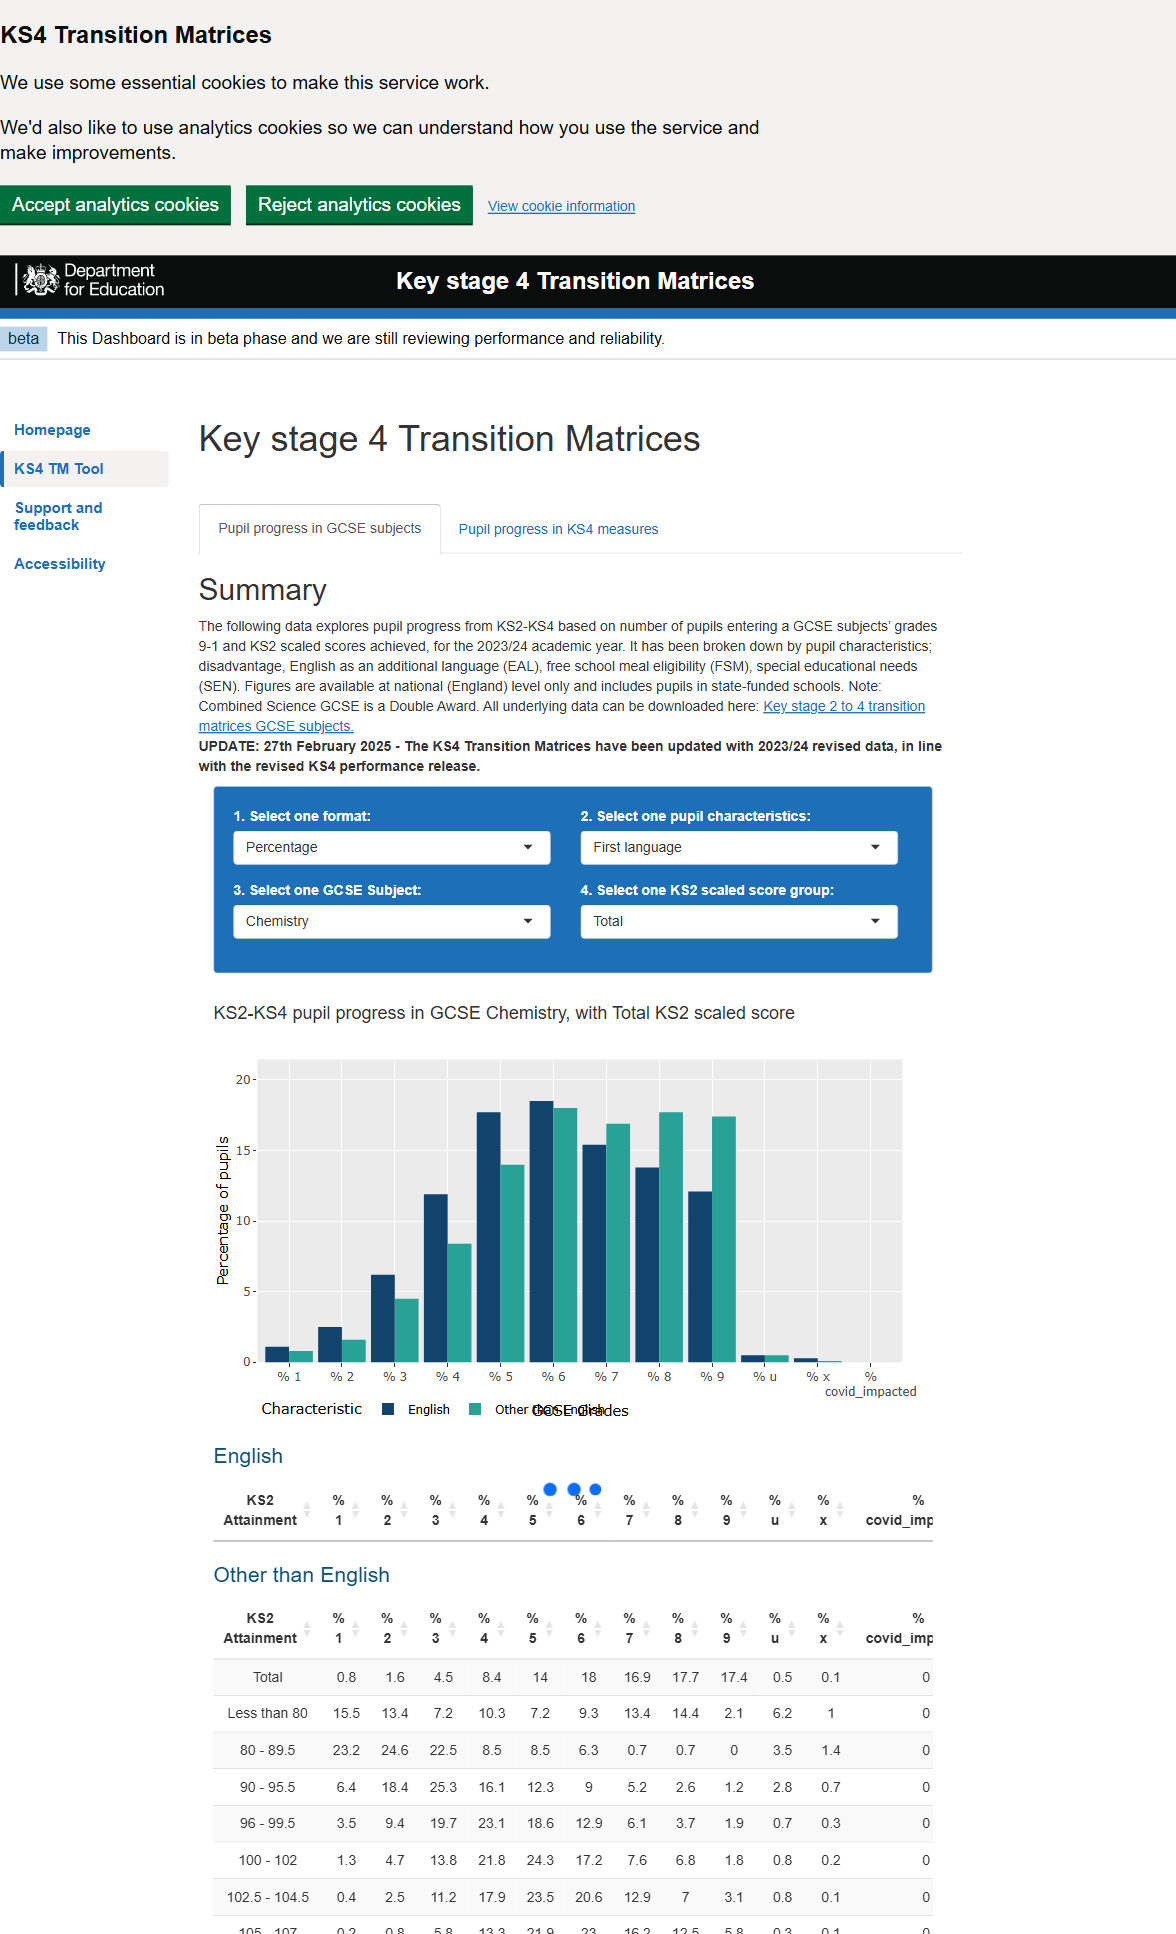 KS4 Transition Matrices
We use some essential cookies to make this service work.
We'd also like to use analytics cookies so we can understand how you use the service and
make improvements.
Accept analytics cookies Reject analytics cookies View cookie information
Department
for Education
Key stage 4 Transition Matrices
beta This Dashboard is in beta phase and we are still reviewing performance and reliability.
Homepage
KS4 TM Tool
Support and
feedback
Accessibility
Key stage 4 Transition Matrices
Pupil progress in GCSE subjects Pupil progress in KS4 measures
Summary
The following data explores pupil progress from KS2-KS4 based on number of pupils entering a GCSE subjects' grades
9-1 and KS2 scaled scores achieved, for the 2023/24 academic year. It has been broken down by pupil characteristics;
disadvantage, English as an additional language (EAL), free school meal eligibility (FSM), special educational needs
(SEN). Figures are available at national (England) level only and includes pupils in state-funded schools. Note:
Combined Science GCSE is a Double Award. All underlying data can be downloaded here: Key stage 2 to 4 transition
matrices GCSE subjects.
UPDATE: 27th February 2025 - The KS4 Transition Matrices have been updated with 2023/24 revised data, in line
with the revised KS4 performance release.
1. Select one format: 2. Select one pupil characteristics:
Percentage First language
3. Select one GCSE Subject: 4. Select one KS2 scaled score group:
Chemistry Total
KS2-KS4 pupil progress in GCSE Chemistry, with Total KS2 scaled score
20
15
10
5
0
Percentage of pupils
% 1 % 2 % 3 % 4 % 5 % 6 % 7 % 8 % 9 % u % x %
covid_impacted
Characteristic English Other than English
GCSE Grades
English
KS2 % % % % % % % % % % % %
Attainment 1 2 3 4 5 6 7 8 9 u x covid_imp
Other than English
KS2 % % % % % % % % % % % %
Attainment 1 2 3 4 5 6 7 8 9 u x covid_imp
Total 0.8 1.6 4.5 8.4 14 18 16.9 17.7 17.4 0.5 0.1 0
Less than 80 15.5 13.4 7.2 10.3 7.2 9.3 13.4 14.4 2.1 6.2 1 0
80 - 89.5 23.2 24.6 22.5 8.5 8.5 6.3 0.7 0.7 0 3.5 1.4 0
90 - 95.5 6.4 18.4 25.3 16.1 12.3 9 5.2 2.6 1.2 2.8 0.7 0
96 - 99.5 3.5 9.4 19.7 23.1 18.6 12.9 6.1 3.7 1.9 0.7 0.3 0
100 - 102 1.3 4.7 13.8 21.8 24.3 17.2 7.6 6.8 1.8 0.8 0.2 0
102.5 - 104.5 0.4 2.5 11.2 17.9 23.5 20.6 12.9 7 3.1 0.8 0.1 0
105 - 107 0.2 0.8 5.8 13.3 21.9 23 16.2 12.5 5.8 0.3 0.1 0